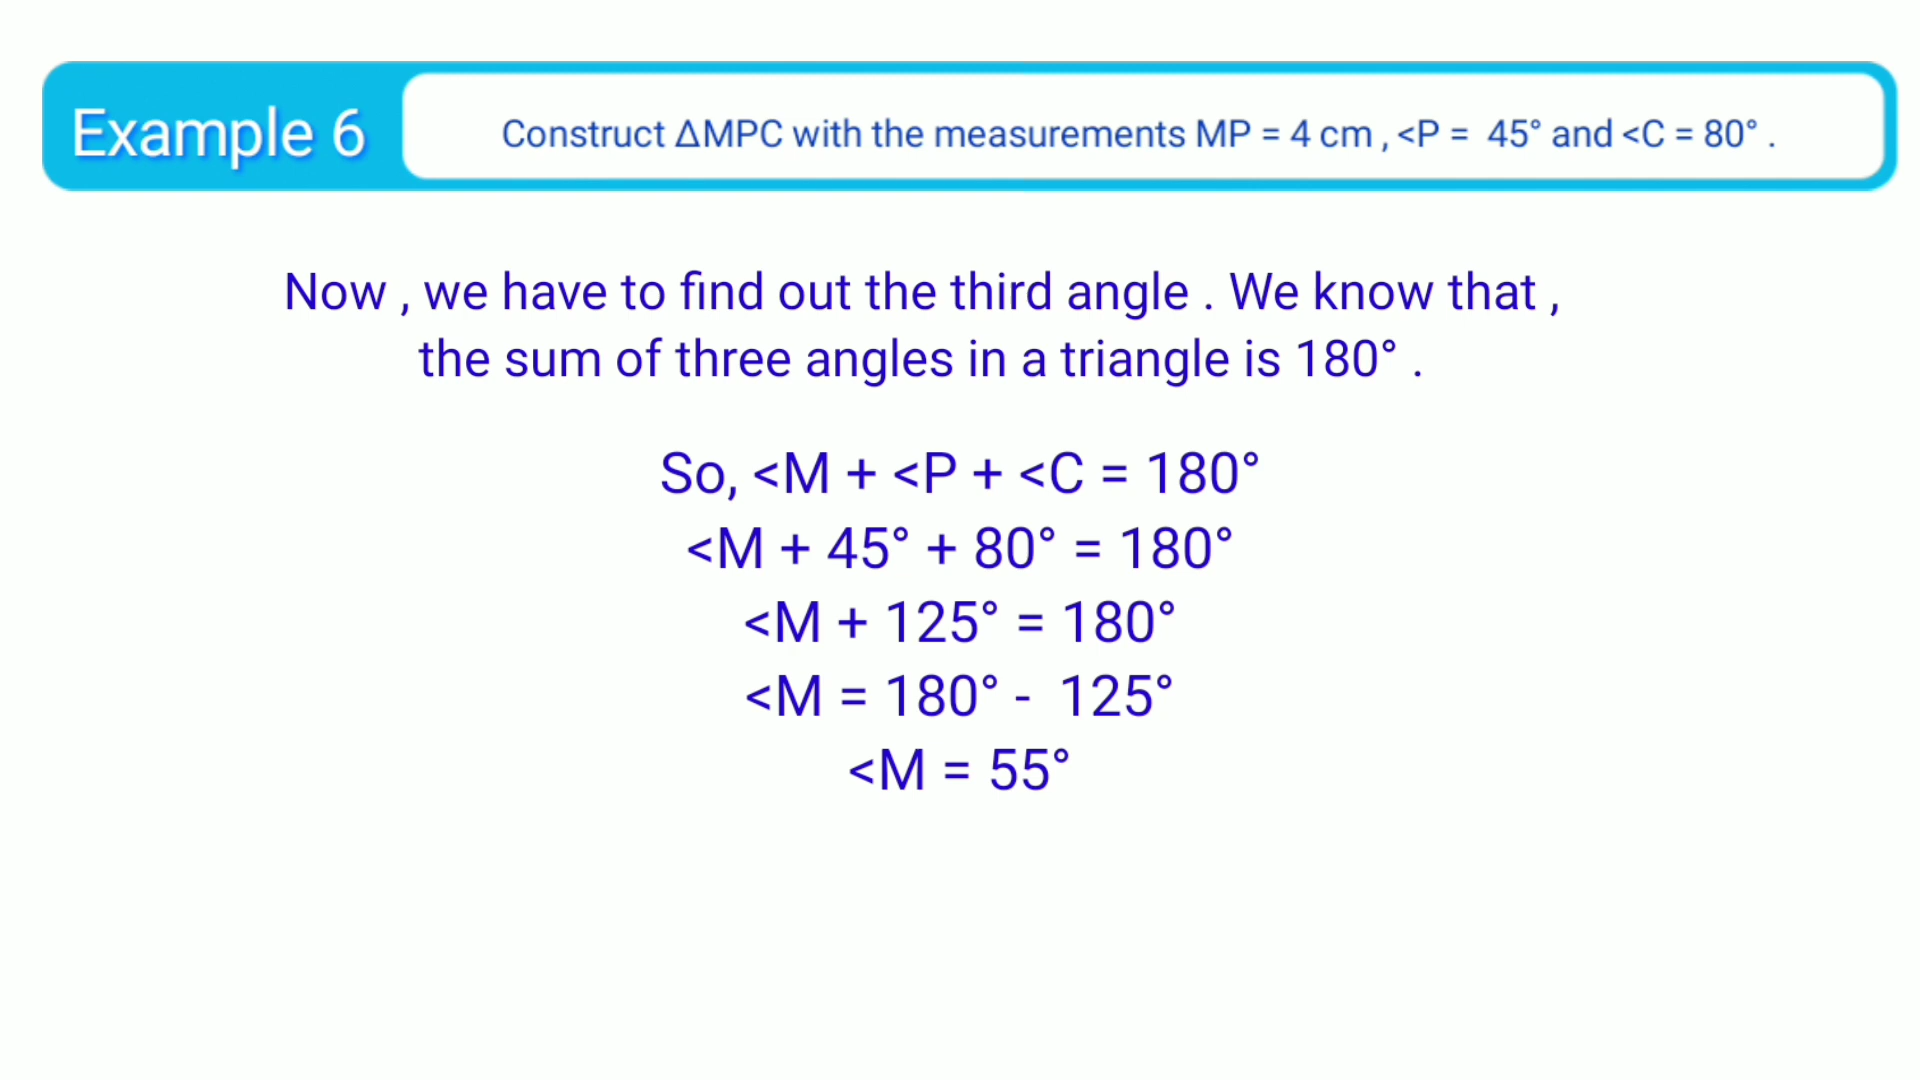 Example 6
Construct ΔMPC with the measurements MP = 4 cm , <P =  45° and <C = 80° .
Now , we have to find out the third angle . We know that ,
the sum of three angles in a triangle is 180° .
So, <M + <P + <C = 180°
<M + 45° + 80° = 180°
<M + 125° = 180°
<M = 180° -  125°
<M = 55°